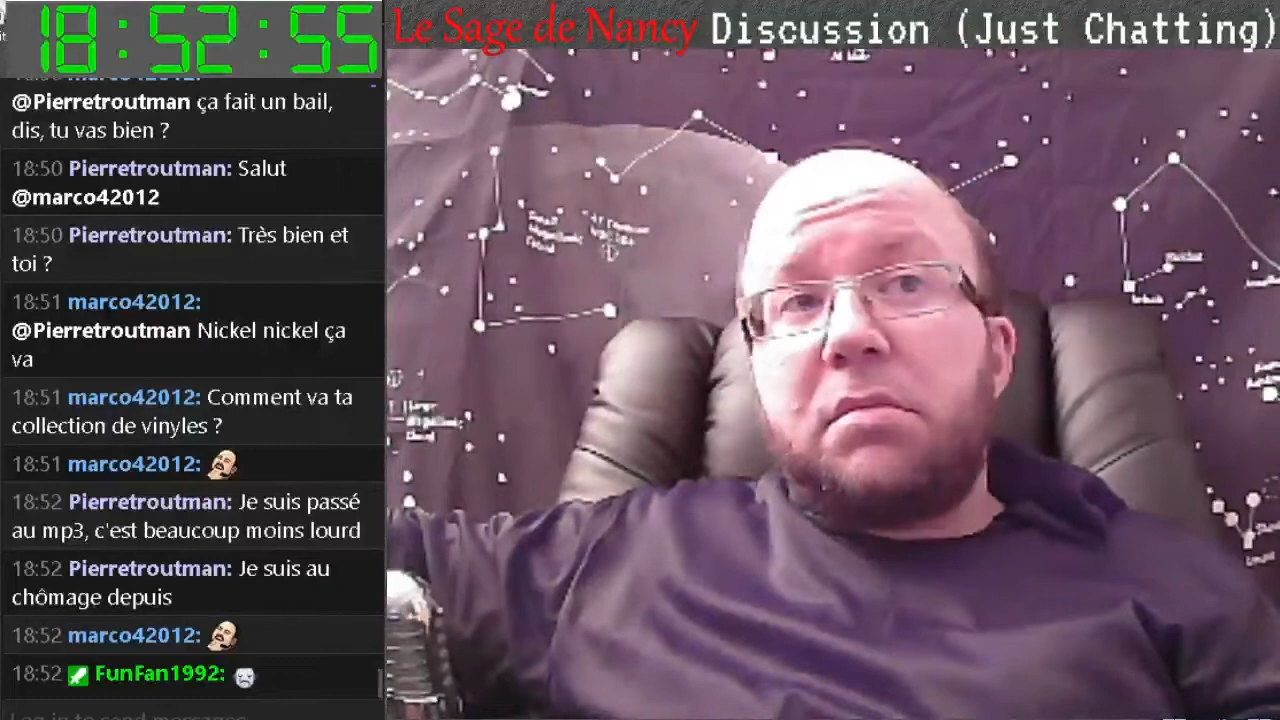 18:52:55
Le Sage de Nancy Discussion (Just Chatting)
@Pierretroutman ça fait un bail,
dis, tu vas bien ?
18:50 Pierretroutman: Salut
@marco42012
18:50 Pierretroutman: Très bien et
toi ?
18:51 marco42012:
@Pierretroutman Nickel nickel ça
va
18:51 marco42012: Comment va ta
collection de vinyles ?
18:51 marco42012:
18:52 Pierretroutman: Je suis passé
au mp3, c'est beaucoup moins lourd
18:52 Pierretroutman: Je suis au
chômage depuis
18:52 marco42012:
18:52 FunFan1992: